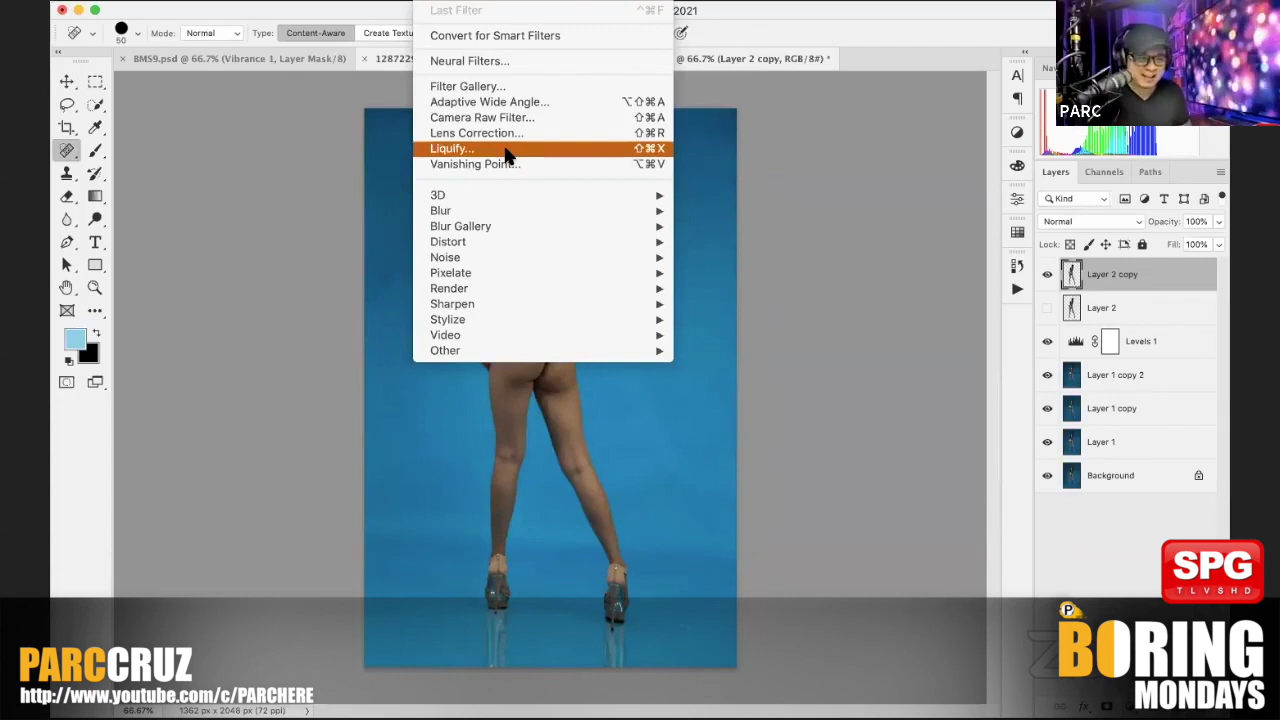 Last Filter ^⌘F
2021
Convert for Smart Filters
50
Mode: Normal
Type: Content-Aware
Create Textu
BMS9.psd @ 66.7% (Vibrance 1, Layer Mask/8)
1287229
@ 66.7% (Layer 2 copy, RGB/8#) *
Neural Filters...
Filter Gallery...
Adaptive Wide Angle... ⌥⇧⌘A
Camera Raw Filter... ⇧⌘A
Lens Correction... ⇧⌘R
Liquify... ⇧⌘X
Vanishing Point... ⌥⌘V
3D
Blur
Blur Gallery
Distort
Noise
Pixelate
Render
Sharpen
Stylize
Video
Other
PARC
Nav
Layers Channels Paths
Kind
Normal Opacity: 100%
Lock: Fill: 100%
Layer 2 copy
Layer 2
Levels 1
Layer 1 copy 2
Layer 1 copy
Layer 1
Background
SPG
TLVSHD
P
BORING
MONDAYS
PARCCRUZ
http://www.youtube.com/c/PARCHERE
66.67% 1362 px x 2048 px (72 ppi)